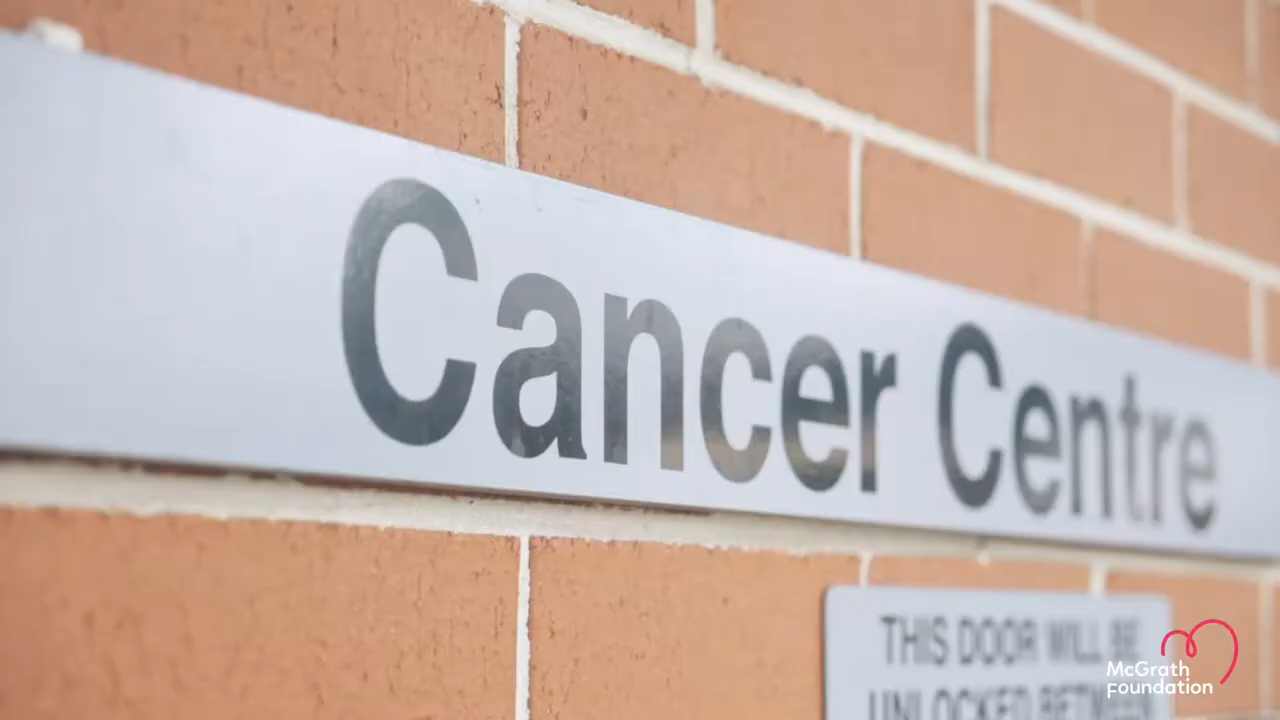 Cancer Centre
THIS DOOR WILL BE
UNLOCKED BETWEEN
McGrath
foundation